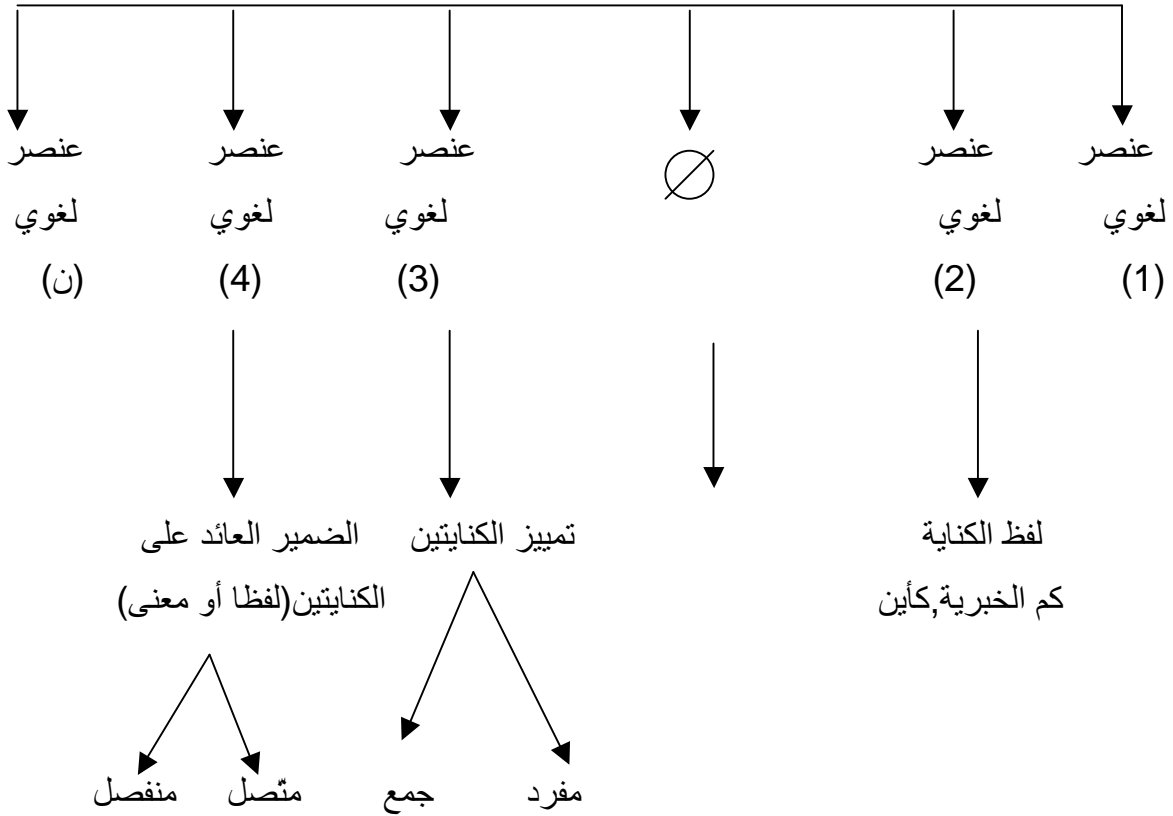 عنصر عنصر ∅ عنصر عنصر عنصر
لغوي لغوي لغوي لغوي لغوي
(1) (2) (3) (4) (ن)
لفظ الكناية تمييز الكنايتين الضمير العائد على
كم الخبرية,كأين الكنايتين(لفظا أو معنى)
مفرد جمع متّصل منفصل